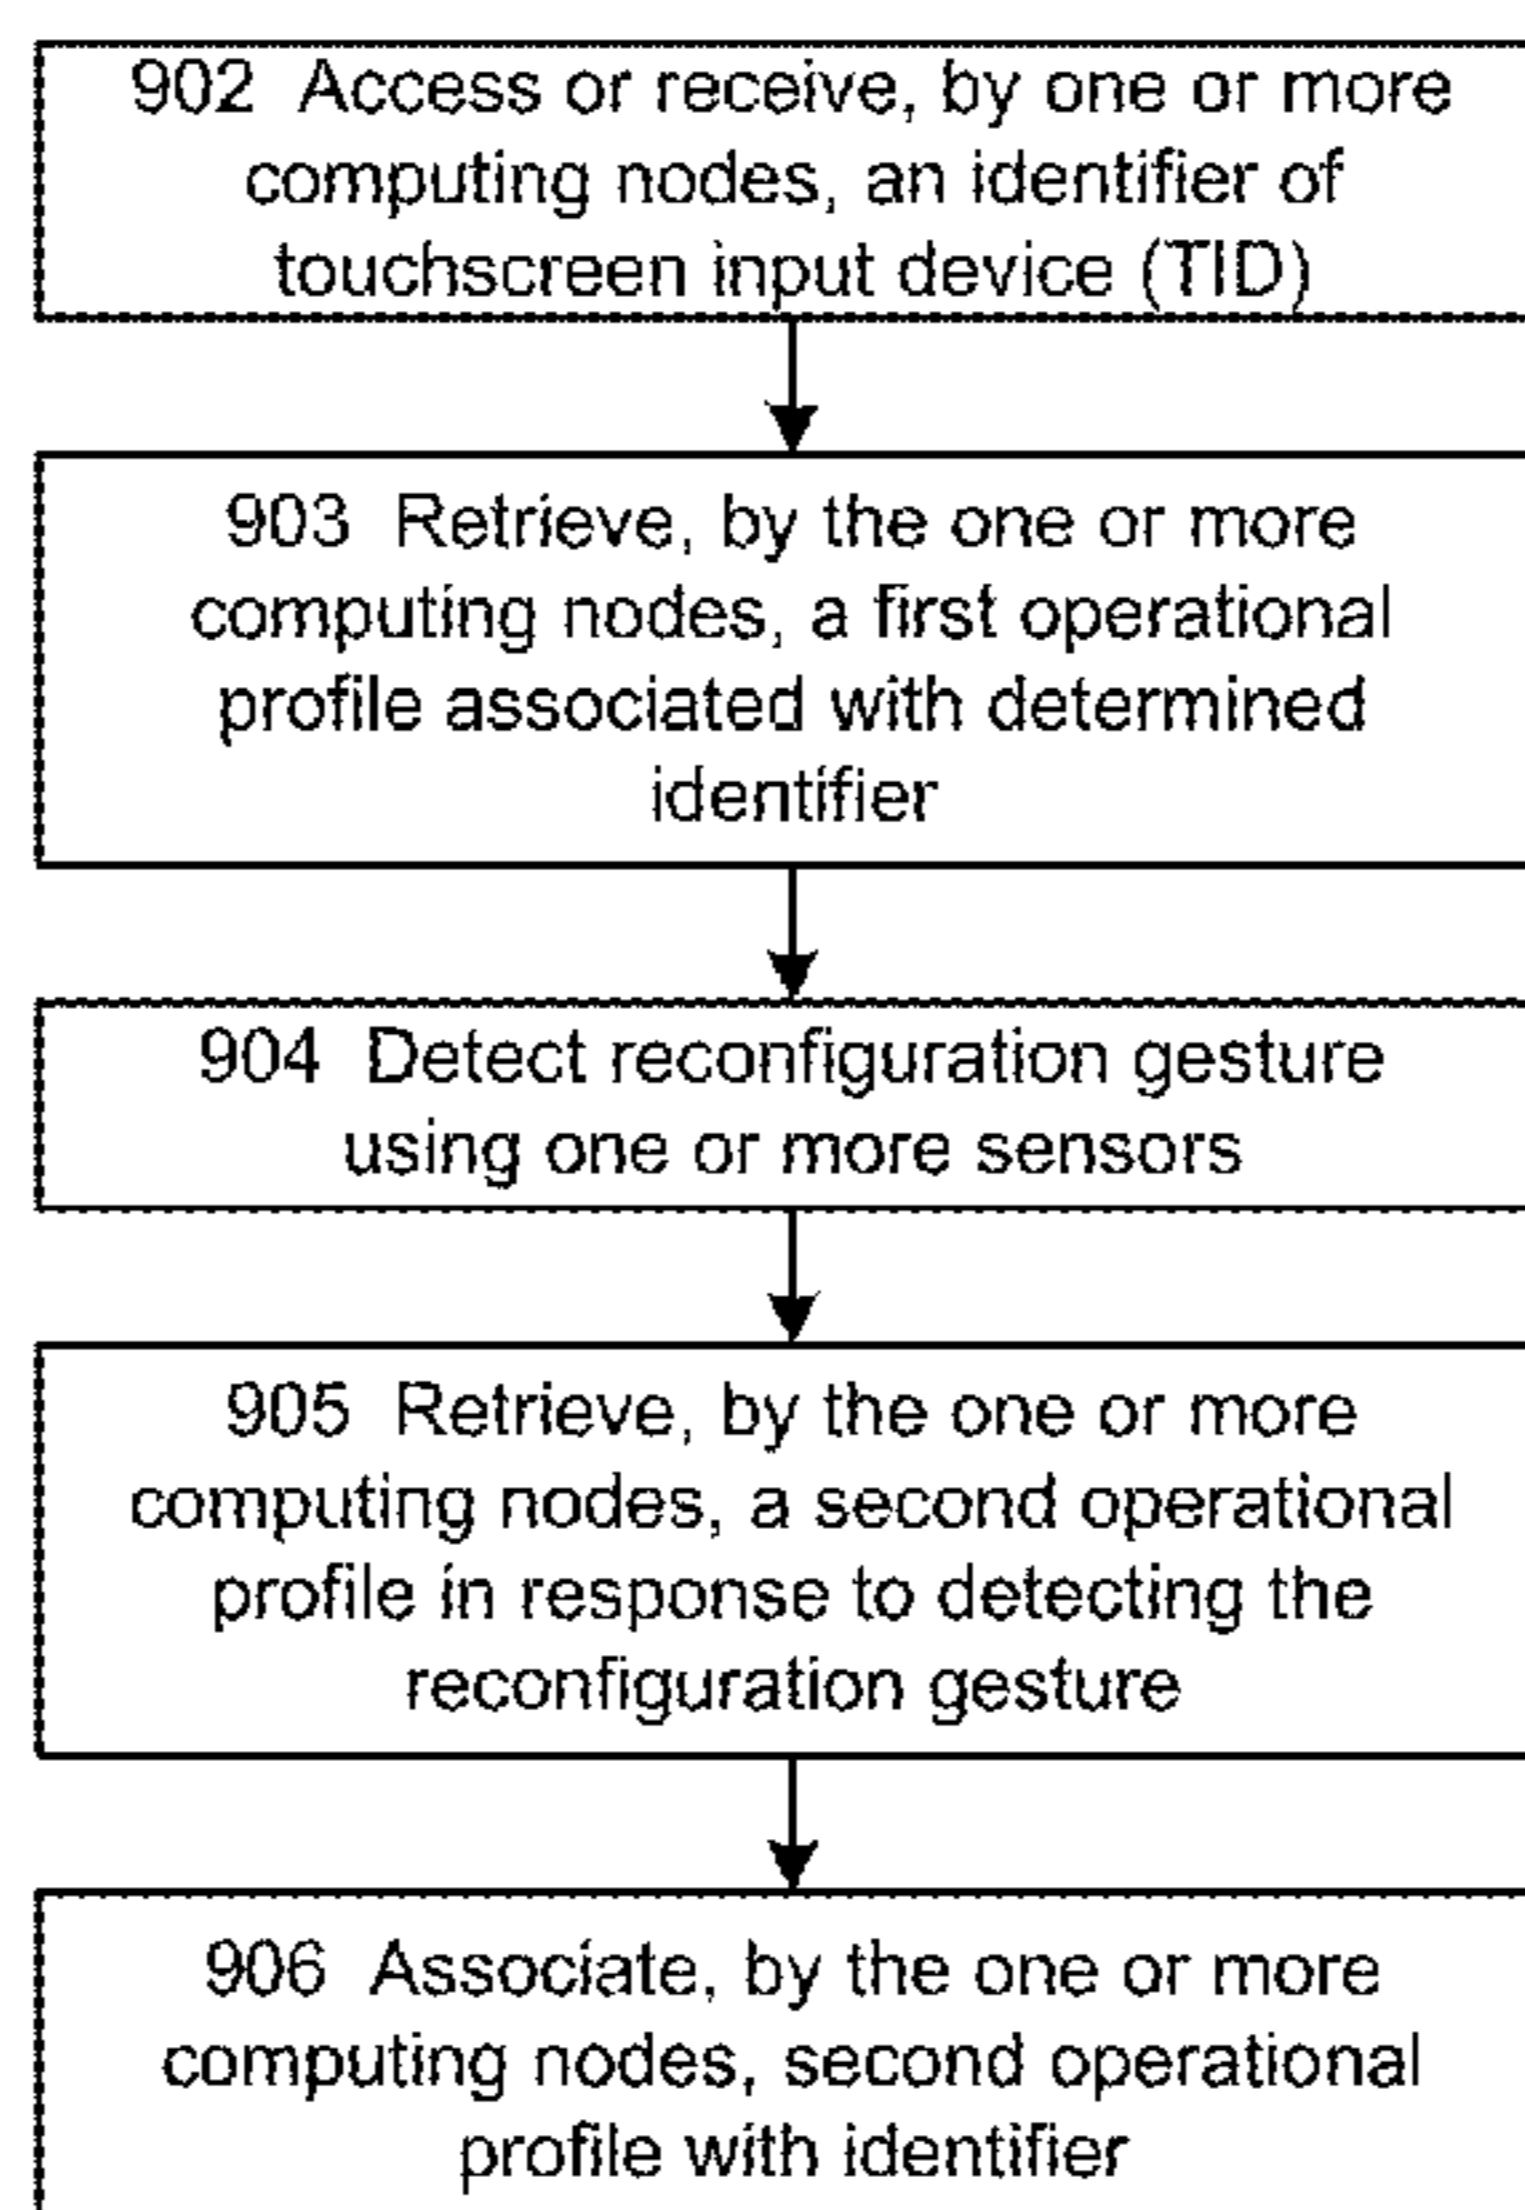 902 Access or receive, by one or more
computing nodes, an identifier of
touchscreen input device (TID)
903 Retrieve, by the one or more
computing nodes, a first operational
profile associated with determined
identifier
904 Detect reconfiguration gesture
using one or more sensors
905 Retrieve, by the one or more
computing nodes, a second operational
profile in response to detecting the
reconfiguration gesture
906 Associate, by the one or more
computing nodes, second operational
profile with identifier